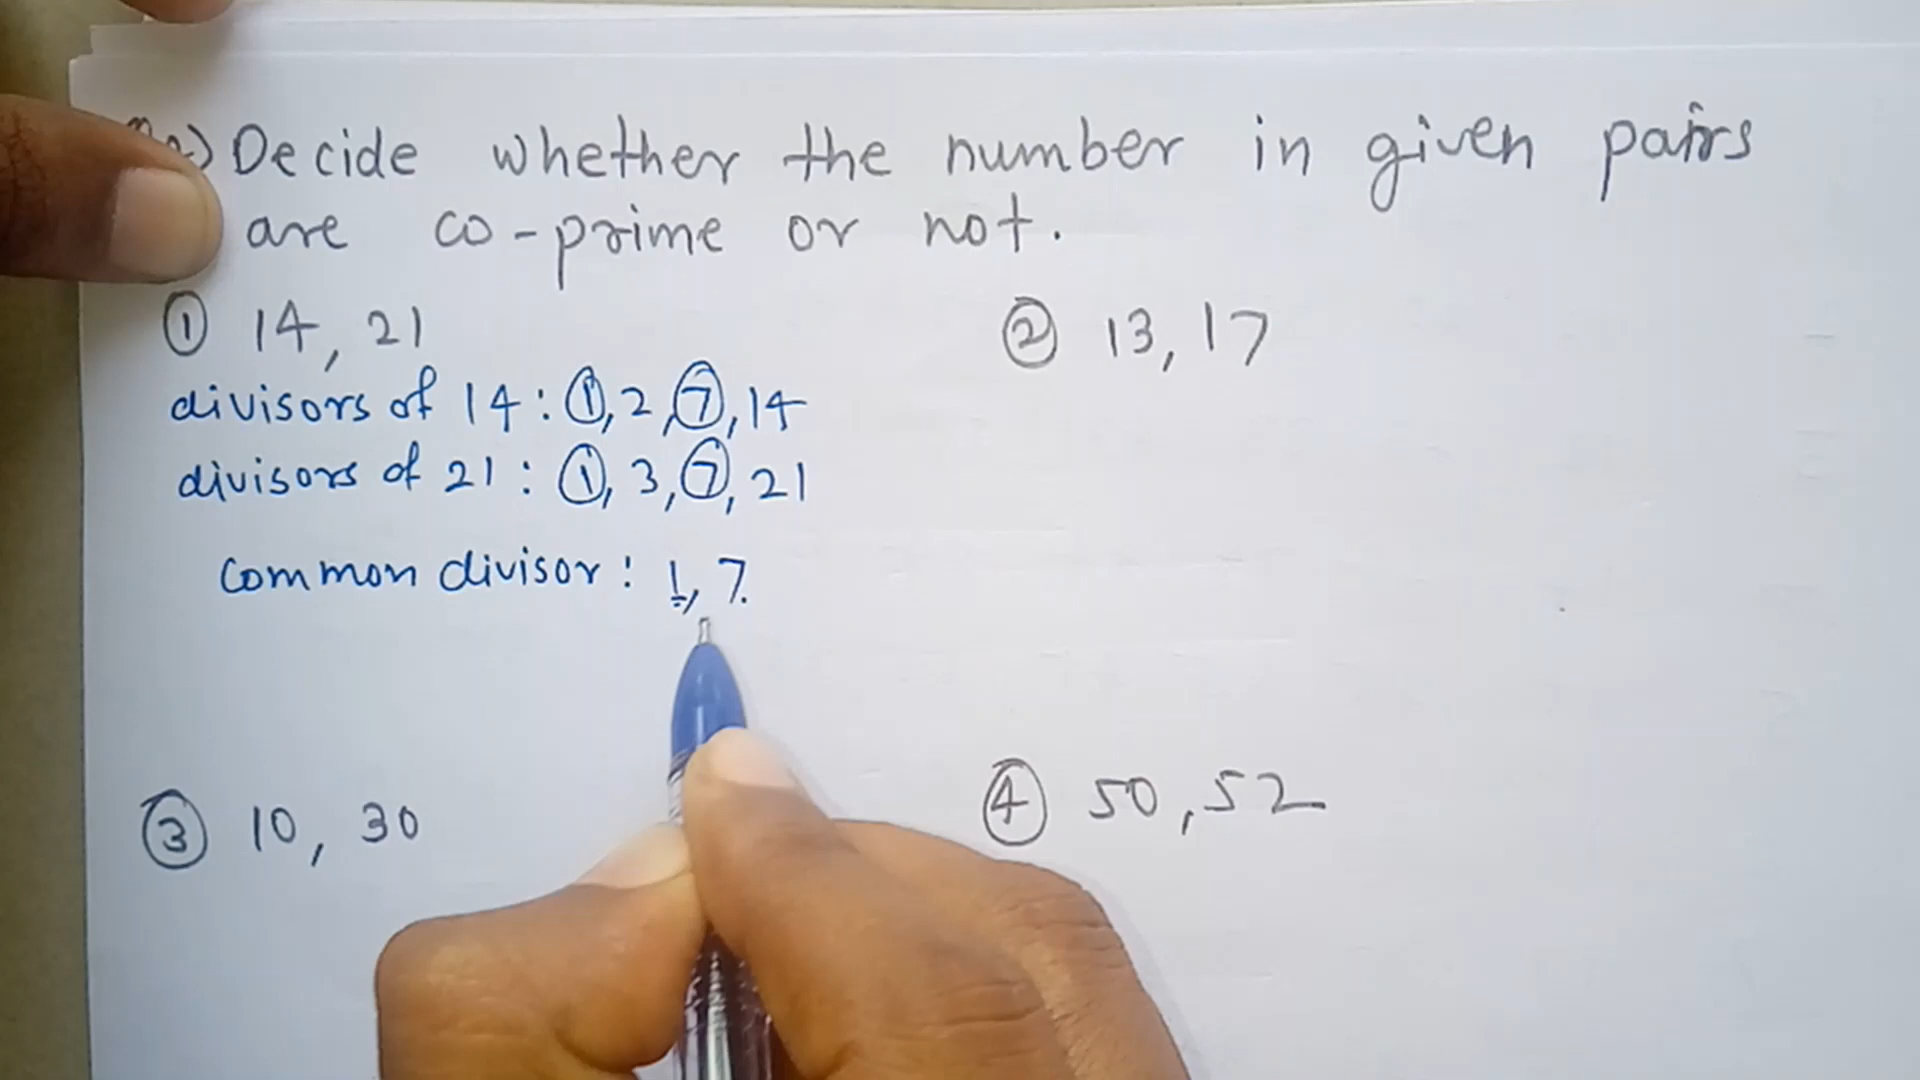 Decide whether the number in given pairs
are co-prime or not.
① 14, 21
② 13, 17
divisors of 14: ①, 2, ⑦, 14
divisors of 21: ①, 3, ⑦, 21
common divisor: 1, 7.
③ 10, 30
④ 50, 52